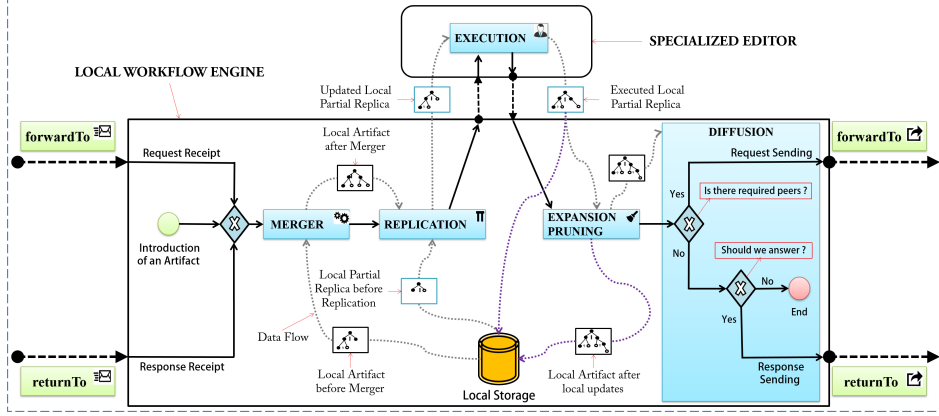 EXECUTION
SPECIALIZED EDITOR
LOCAL WORKFLOW ENGINE
Updated Local
Partial Replica
Executed Local
Partial Replica
forwardTo
forwardTo
DIFFUSION
Request Receipt
Local Artifact
after Merger
Request Sending
Yes
Is there required peers ?
X
MERGER
REPLICATION
EXPANSION
PRUNING
X
Introduction
of an Artifact
No
Should we answer ?
Local Partial
Replica before
Replication
X
No
End
Yes
Data Flow
Response Receipt
Local Artifact
before Merger
Local Storage
Local Artifact after
local updates
Response
Sending
returnTo
returnTo